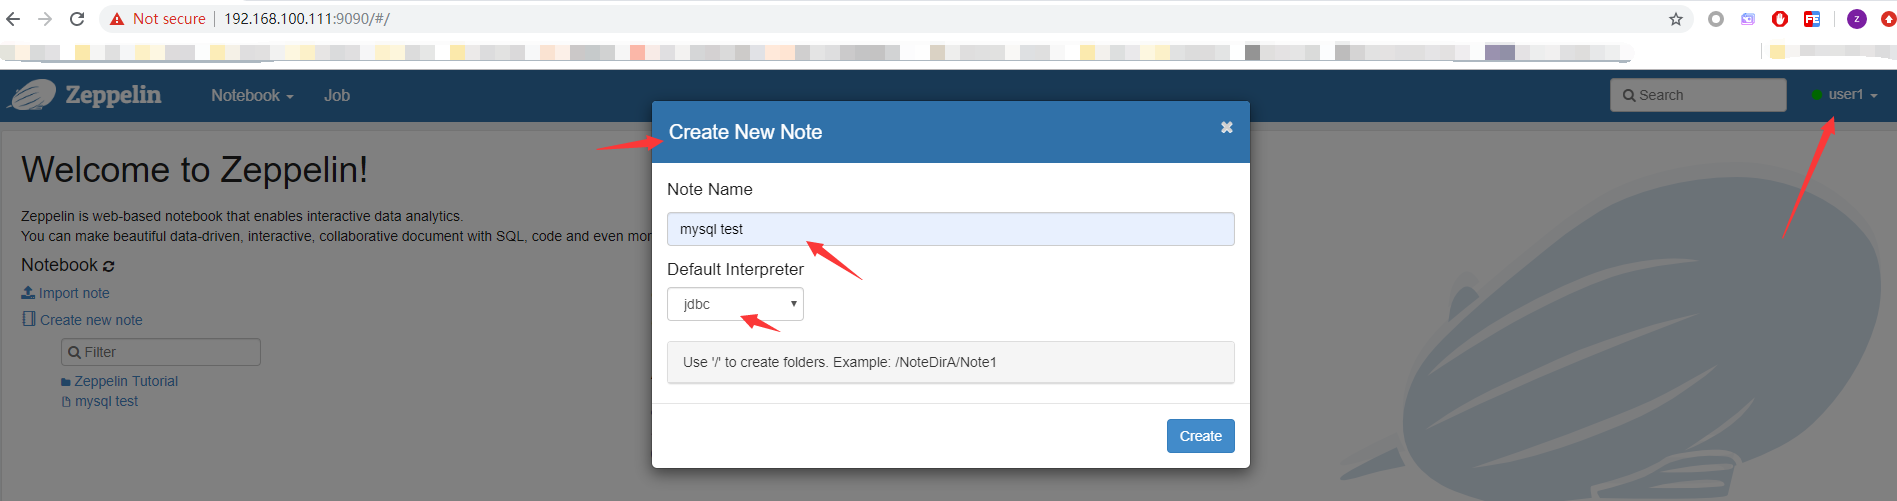 Not secure | 192.168.100.111:9090/#/
Z
FE
Zeppelin
Notebook
Job
Search
user1
Create New Note
Welcome to Zeppelin!
Note Name
Zeppelin is web-based notebook that enables interactive data analytics.
mysql test
You can make beautiful data-driven, interactive, collaborative document with SQL, code and even mor
Notebook
Default Interpreter
Import note
jdbc
Create new note
Filter
Use '/' to create folders. Example: /NoteDirA/Note1
Zeppelin Tutorial
mysql test
Create